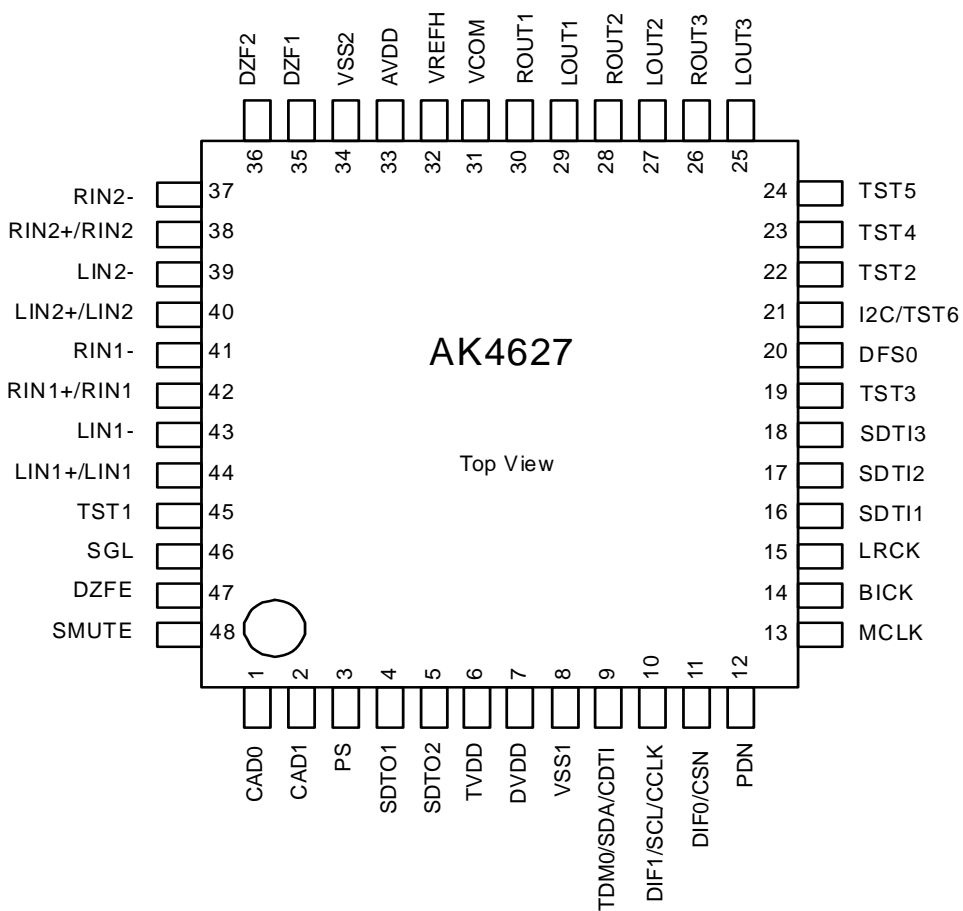 DZF2
DZF1
VSS2
AVDD
VREFH
VCOM
ROUT1
LOUT1
ROUT2
LOUT2
ROUT3
LOUT3
36
35
34
33
32
31
30
29
28
27
26
25
RIN2- 37
RIN2+/RIN2 38
LIN2- 39
LIN2+/LIN2 40
RIN1- 41
RIN1+/RIN1 42
LIN1- 43
LIN1+/LIN1 44
TST1 45
SGL 46
DZFE 47
SMUTE 48
AK4627
Top View
24 TST5
23 TST4
22 TST2
21 I2C/TST6
20 DFS0
19 TST3
18 SDTI3
17 SDTI2
16 SDTI1
15 LRCK
14 BICK
13 MCLK
1
2
3
4
5
6
7
8
9
10
11
12
CAD0
CAD1
PS
SDTO1
SDTO2
TVDD
DVDD
VSS1
TDM0/SDA/CDTI
DIF1/SCL/CCLK
DIF0/CSN
PDN